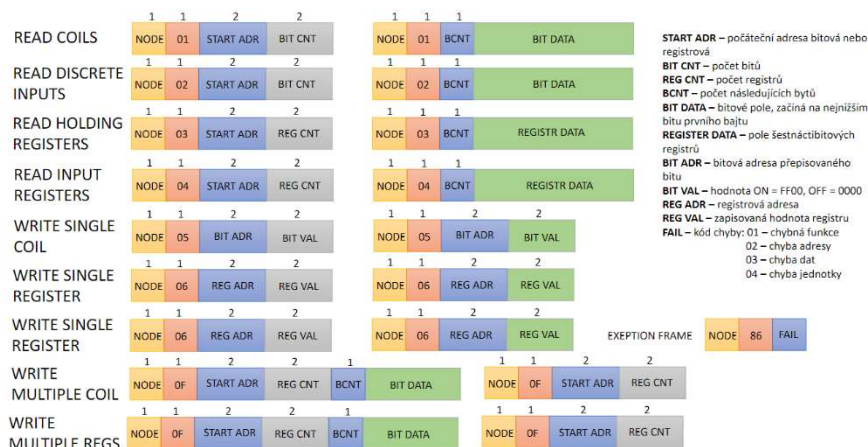 1 1 2 2 1 1 1
READ COILS NODE 01 START ADR BIT CNT NODE 01 BCNT BIT DATA
1 1 2 2 1 1 1
READ DISCRETE INPUTS NODE 02 START ADR BIT CNT NODE 02 BCNT BIT DATA
1 1 2 2 1 1 1
READ HOLDING REGISTERS NODE 03 START ADR REG CNT NODE 03 BCNT REGISTR DATA
1 1 2 2 1 1 1
READ INPUT REGISTERS NODE 04 START ADR REG CNT NODE 04 BCNT REGISTR DATA
1 1 2 2 1 1 2 2
WRITE SINGLE COIL NODE 05 BIT ADR BIT VAL NODE 05 BIT ADR BIT VAL
1 1 2 2 1 1 2 2
WRITE SINGLE REGISTER NODE 06 REG ADR REG VAL NODE 06 REG ADR REG VAL
1 1 2 2 1 1 2 2
WRITE SINGLE REGISTER NODE 06 REG ADR REG VAL NODE 06 REG ADR REG VAL
EXEPTION FRAME NODE 86 FAIL
1 1 2 2 1 1 1 2 2
WRITE MULTIPLE COIL NODE 0F START ADR REG CNT BCNT BIT DATA NODE 0F START ADR REG CNT
1 1 2 2 1 1 1 2 2
WRITE MULTIPLE REGS NODE 0F START ADR REG CNT BCNT BIT DATA NODE 0F START ADR REG CNT
START ADR – počáteční adresa bitová nebo
registrová
BIT CNT – počet bitů
REG CNT – počet registrů
BCNT – počet následujících bytů
BIT DATA – bitové pole, začíná na nejnižším
bitu prvního bajtu
REGISTER DATA – pole šestnáctibitových
registrů
BIT ADR – bitová adresa přepisovaného
bitu
BIT VAL – hodnota ON = FF00, OFF = 0000
REG ADR – registrová adresa
REG VAL – zapisovaná hodnota registru
FAIL – kód chyby: 01 – chybná funkce
02 – chyba adresy
03 – chyba dat
04 – chyba jednotky